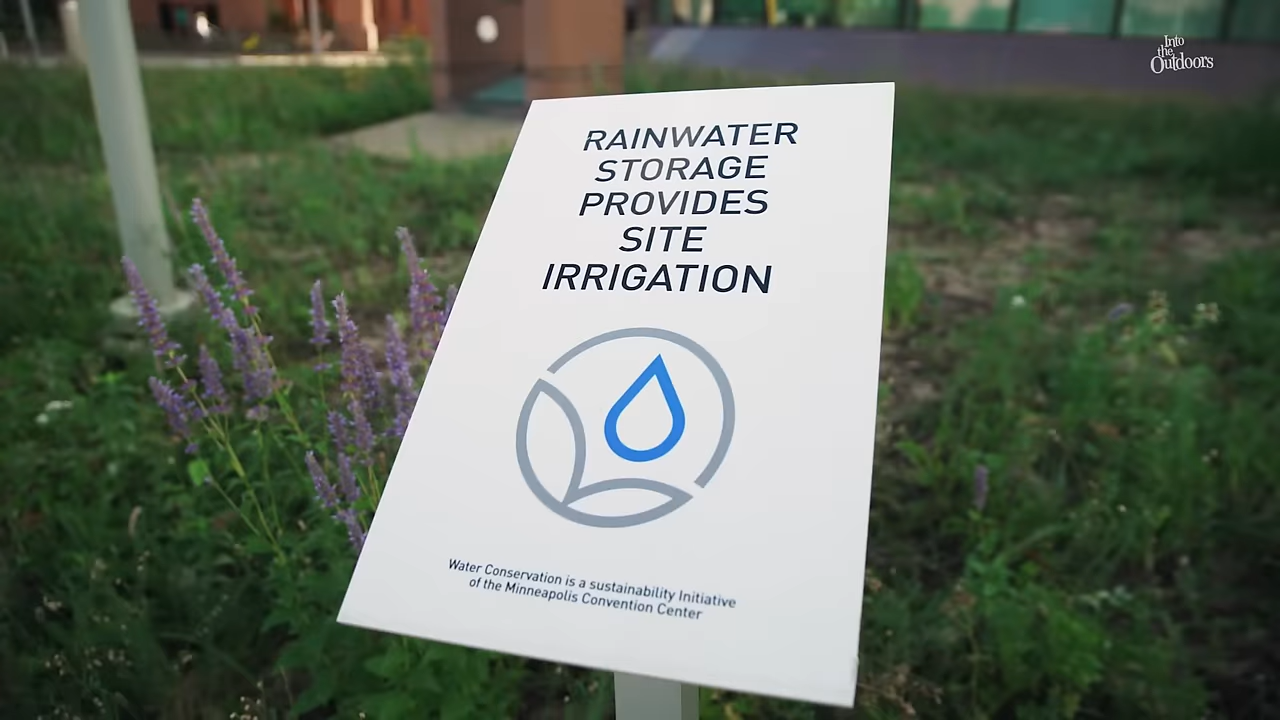 Into
the
Outdoors
RAINWATER
STORAGE
PROVIDES
SITE
IRRIGATION
Water Conservation is a sustainability Initiative
of the Minneapolis Convention Center